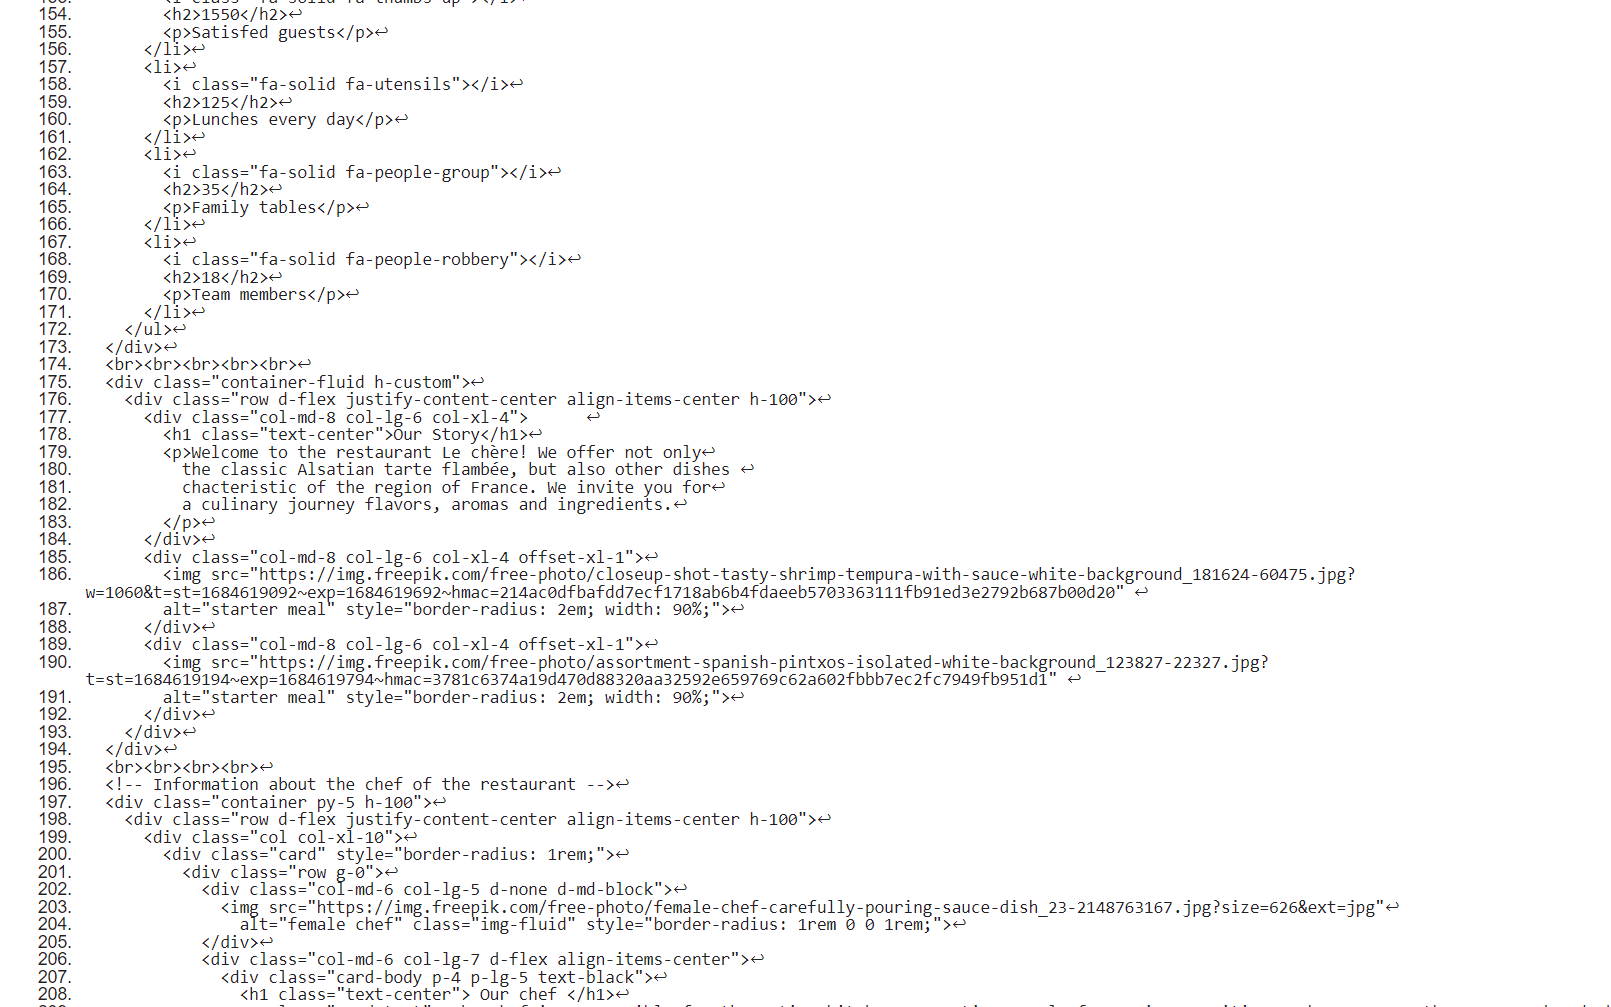 154. <h2>1550</h2>↩
155. <p>Satisfed guests</p>↩
156. </li>↩
157. <li>↩
158. <i class="fa-solid fa-utensils"></i>↩
159. <h2>125</h2>↩
160. <p>Lunches every day</p>↩
161. </li>↩
162. <li>↩
163. <i class="fa-solid fa-people-group"></i>↩
164. <h2>35</h2>↩
165. <p>Family tables</p>↩
166. </li>↩
167. <li>↩
168. <i class="fa-solid fa-people-robbery"></i>↩
169. <h2>18</h2>↩
170. <p>Team members</p>↩
171. </li>↩
172. </ul>↩
173. </div>↩
174. <br><br><br><br><br>↩
175. <div class="container-fluid h-custom">↩
176. <div class="row d-flex justify-content-center align-items-center h-100">↩
177. <div class="col-md-8 col-lg-6 col-xl-4"> ↩
178. <h1 class="text-center">Our Story</h1>↩
179. <p>Welcome to the restaurant Le chère! We offer not only↩
180. the classic Alsatian tarte flambée, but also other dishes ↩
181. chacteristic of the region of France. We invite you for↩
182. a culinary journey flavors, aromas and ingredients.↩
183. </p>↩
184. </div>↩
185. <div class="col-md-8 col-lg-6 col-xl-4 offset-xl-1">↩
186. <img src="https://img.freepik.com/free-photo/closeup-shot-tasty-shrimp-tempura-with-sauce-white-background_181624-60475.jpg?
w=1060&t=st=1684619092~exp=1684619692~hmac=214ac0dfbafdd7ecf1718ab6b4fdaeeb5703363111fb91ed3e2792b687b00d20" ↩
187. alt="starter meal" style="border-radius: 2em; width: 90%;">↩
188. </div>↩
189. <div class="col-md-8 col-lg-6 col-xl-4 offset-xl-1">↩
190. <img src="https://img.freepik.com/free-photo/assortment-spanish-pintxos-isolated-white-background_123827-22327.jpg?
t=st=1684619194~exp=1684619794~hmac=3781c6374a19d470d88320aa32592e659769c62a602fbbb7ec2fc7949fb951d1" ↩
191. alt="starter meal" style="border-radius: 2em; width: 90%;">↩
192. </div>↩
193. </div>↩
194. </div>↩
195. <br><br><br><br>↩
196. <!-- Information about the chef of the restaurant -->↩
197. <div class="container py-5 h-100">↩
198. <div class="row d-flex justify-content-center align-items-center h-100">↩
199. <div class="col col-xl-10">↩
200. <div class="card" style="border-radius: 1rem;">↩
201. <div class="row g-0">↩
202. <div class="col-md-6 col-lg-5 d-none d-md-block">↩
203. <img src="https://img.freepik.com/free-photo/female-chef-carefully-pouring-sauce-dish_23-2148763167.jpg?size=626&ext=jpg"↩
204. alt="female chef" class="img-fluid" style="border-radius: 1rem 0 0 1rem;">↩
205. </div>↩
206. <div class="col-md-6 col-lg-7 d-flex align-items-center">↩
207. <div class="card-body p-4 p-lg-5 text-black">↩
208. <h1 class="text-center"> Our chef </h1>↩